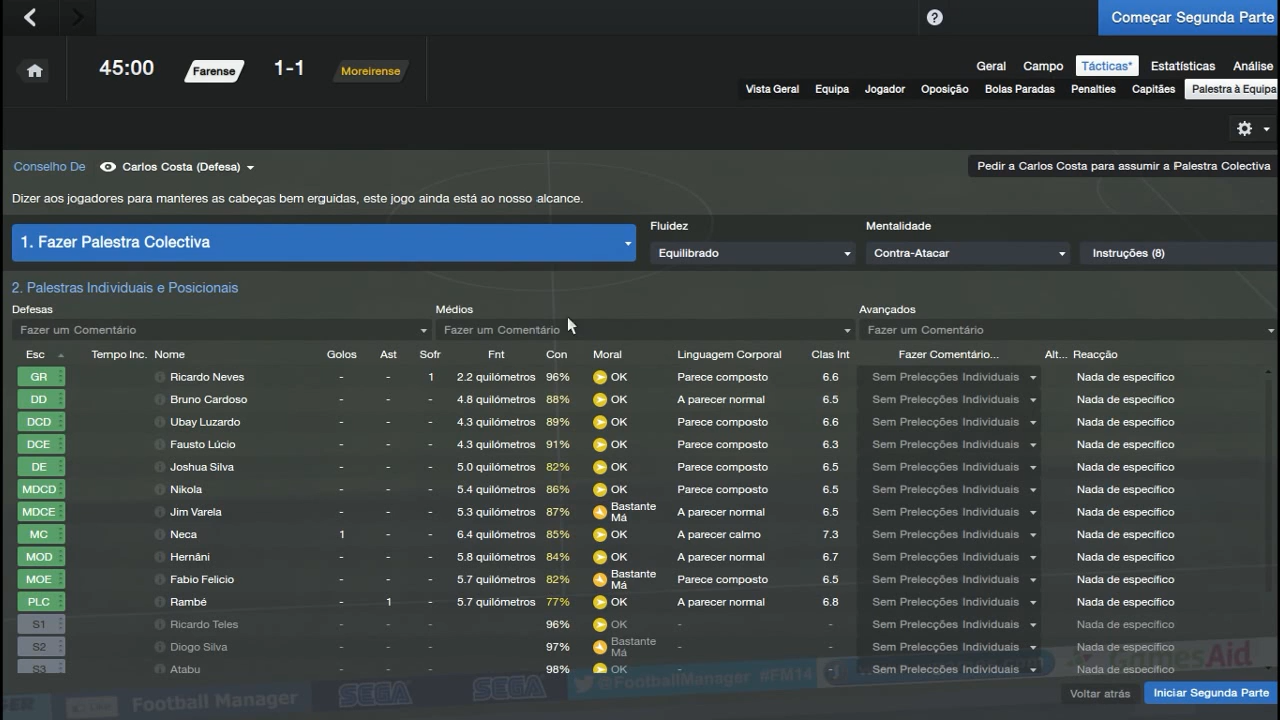 Começar Segunda Parte
45:00 Farense 1-1 Moreirense
Geral Campo Tácticas* Estatísticas Análise
Vista Geral Equipa Jogador Oposição Bolas Paradas Penalties Capitães Palestra à Equipa
Conselho De Carlos Costa (Defesa) Pedir a Carlos Costa para assumir a Palestra Colectiva
Dizer aos jogadores para manteres as cabeças bem erguidas, este jogo ainda está ao nosso alcance.
Fluidez Mentalidade
1. Fazer Palestra Colectiva Equilibrado Contra-Atacar Instruções (8)
2. Palestras Individuais e Posicionais
Defesas Médios Avançados
Fazer um Comentário Fazer um Comentário Fazer um Comentário
Esc Tempo Inc. Nome Golos Ast Sofr Fnt Con Moral Linguagem Corporal Clas Int Fazer Comentário... Alt... Reacção
GR Ricardo Neves - - 1 2.2 quilómetros 96% OK Parece composto 6.6 Sem Prelecções Individuais Nada de específico
DD Bruno Cardoso - - - 4.8 quilómetros 88% OK A parecer normal 6.5 Sem Prelecções Individuais Nada de específico
DCD Ubay Luzardo - - - 4.3 quilómetros 89% OK Parece composto 6.6 Sem Prelecções Individuais Nada de específico
DCE Fausto Lúcio - - - 4.3 quilómetros 91% OK Parece composto 6.3 Sem Prelecções Individuais Nada de específico
DE Joshua Silva - - - 5.0 quilómetros 82% OK Parece composto 6.5 Sem Prelecções Individuais Nada de específico
MDCD Nikola - - - 5.4 quilómetros 86% OK Parece composto 6.5 Sem Prelecções Individuais Nada de específico
MDCE Jim Varela - - - 5.3 quilómetros 87% Bastante Má A parecer normal 6.5 Sem Prelecções Individuais Nada de específico
MC Neca 1 - - 6.4 quilómetros 85% OK A parecer calmo 7.3 Sem Prelecções Individuais Nada de específico
MOD Hernâni - - - 5.8 quilómetros 84% OK A parecer normal 6.7 Sem Prelecções Individuais Nada de específico
MOE Fabio Felicio - - - 5.7 quilómetros 82% Bastante Má Parece composto 6.5 Sem Prelecções Individuais Nada de específico
PLC Rambé - 1 - 5.7 quilómetros 77% OK A parecer normal 6.8 Sem Prelecções Individuais Nada de específico
S1 Ricardo Teles - - - 96% OK - - Sem Prelecções Individuais Nada de específico
S2 Diogo Silva - - - 97% Bastante Má - - Sem Prelecções Individuais Nada de específico
S3 Atabu - - - 98% OK - - Sem Prelecções Individuais Nada de específico
Football Manager SEGA SEGA @FootballManager #FM14 GamesAid
Voltar atrás Iniciar Segunda Parte